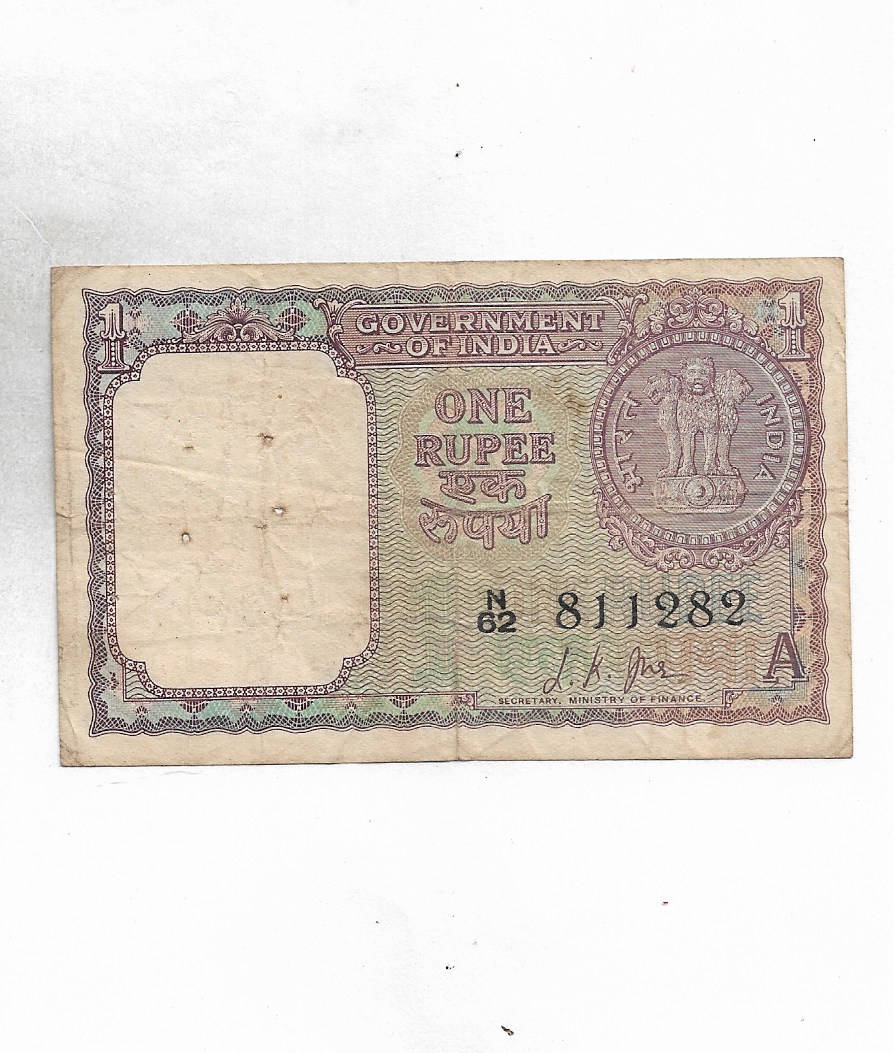 1
1
GOVERNMENT
OF INDIA
ONE
RUPEE
एक
रूपया
भारत
INDIA
N
62 811282
A
SECRETARY, MINISTRY OF FINANCE